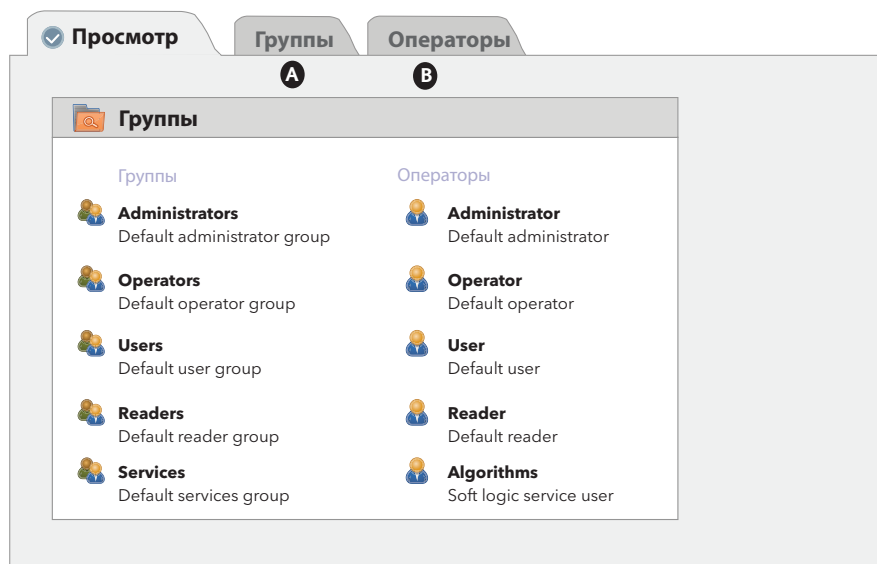 Просмотр Группы Операторы
A B
Группы
Группы Операторы
Administrators Administrator
Default administrator group Default administrator
Operators Operator
Default operator group Default operator
Users User
Default user group Default user
Readers Reader
Default reader group Default reader
Services Algorithms
Default services group Soft logic service user